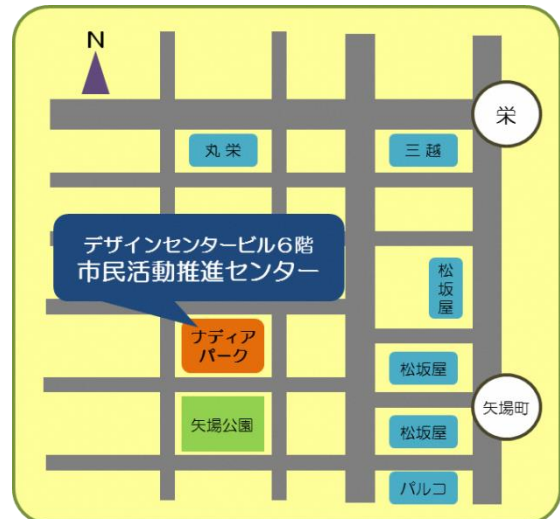 N
栄
丸栄
三越
デザインセンタービル6階
市民活動推進センター
松
坂
屋
ナディア
パーク
松坂屋
矢場町
矢場公園
松坂屋
パルコ